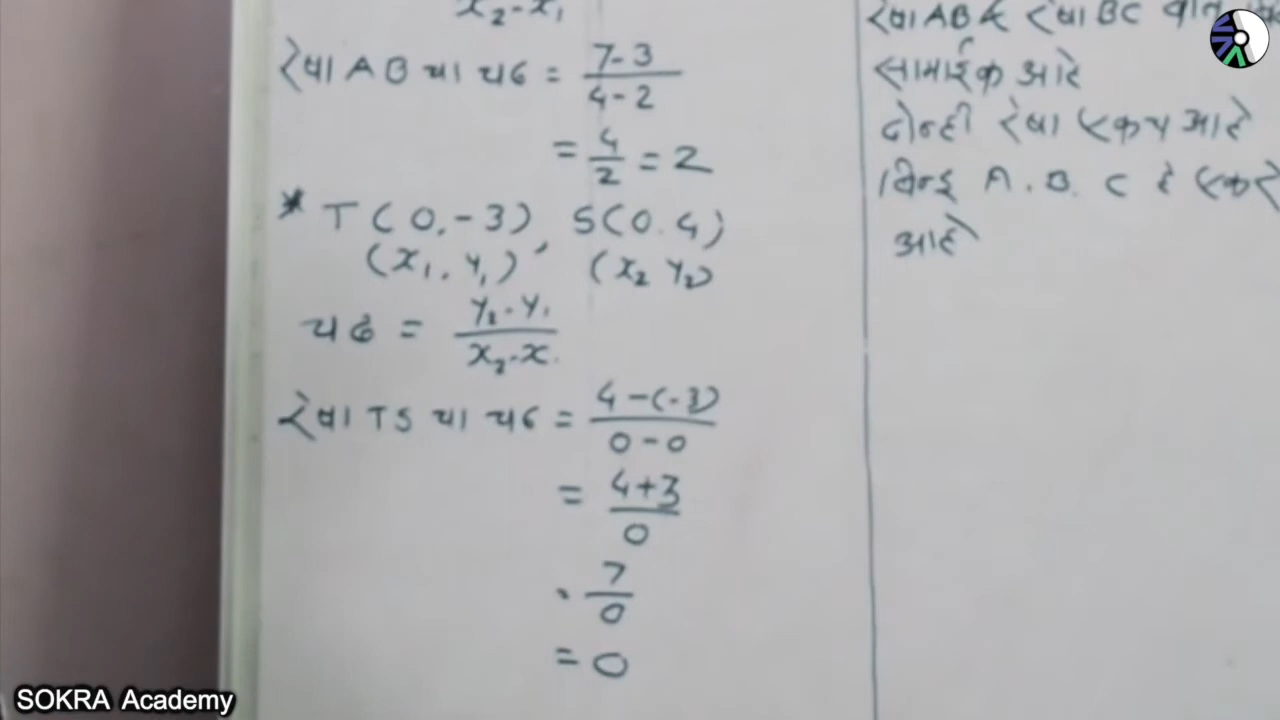 x₂-x₁
रेषा AB चा चढ = 7-3 / 4-2
= 4/2 = 2
* T(0,-3), S(0.4)
(x₁, y₁) (x₂ y₂)
चढ = y₂-y₁ / x₂-x
रेषा TS चा चढ = 4-(-3) / 0-0
= 4+3 / 0
7/0
= 0
रेषा AB & रेषा BC
सामाईक आहे
दोन्ही रेषा एकच आहे
बिन्दु A.B. C हे एकरे
आहे
SOKRA Academy